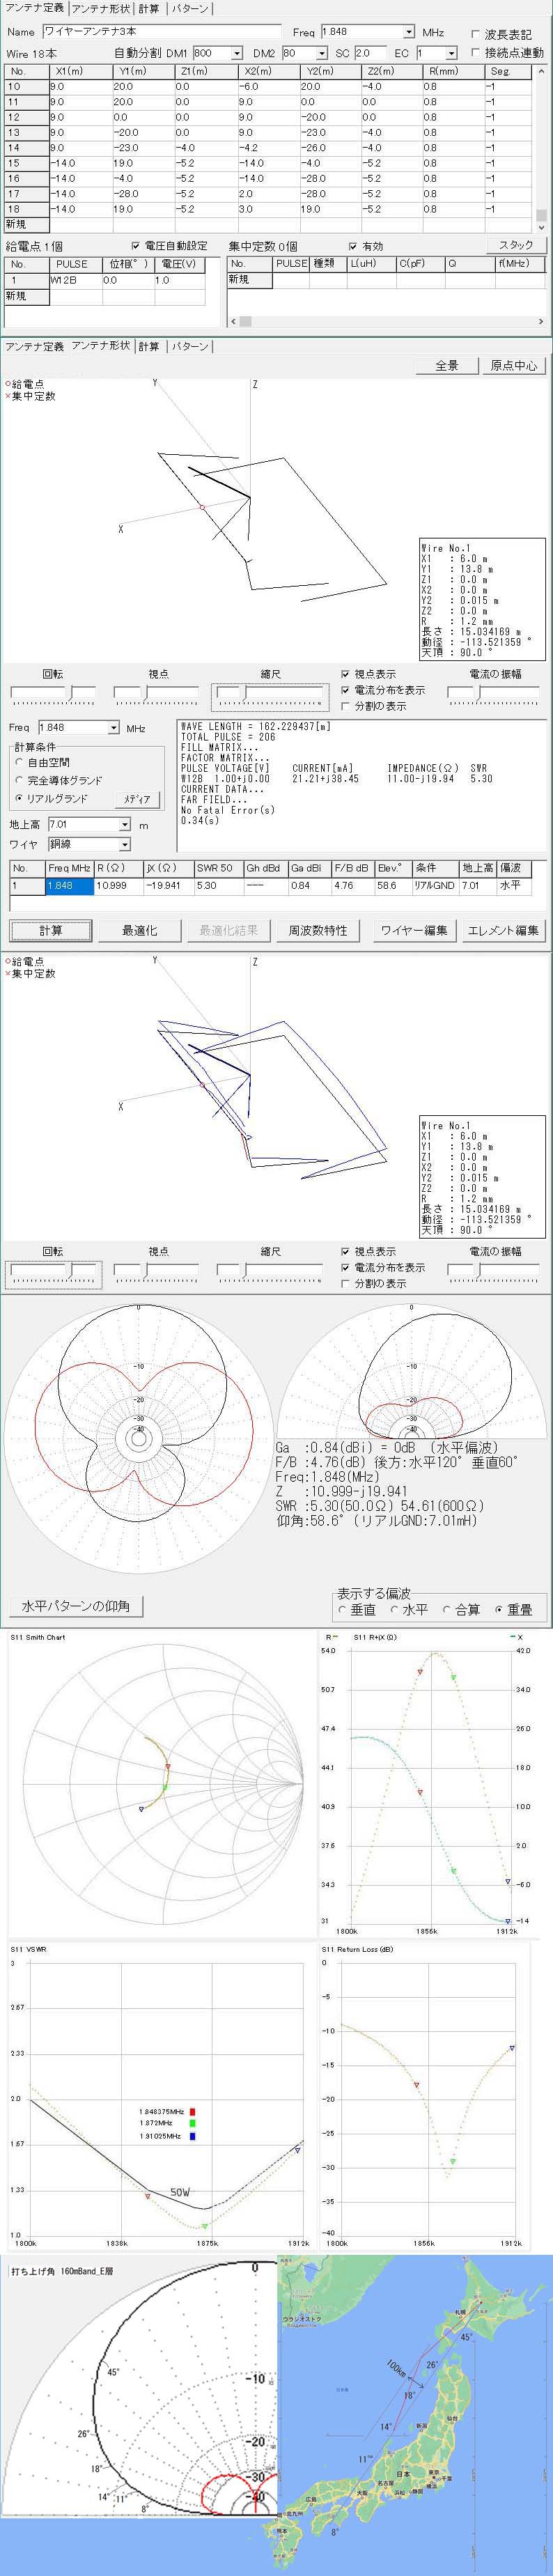 アンテナ定義 アンテナ形状 計算 パターン
Name ワイヤーアンテナ3本 Freq 1.848 MHz 波長表記
Wire 18本 自動分割 DM1 800 DM2 80 SC 2.0 EC 1 接続点連動
No. X1(m) Y1(m) Z1(m) X2(m) Y2(m) Z2(m) R(mm) Seg.
10 9.0 20.0 0.0 -6.0 20.0 -4.0 0.8 -1
11 9.0 20.0 0.0 9.0 0.0 0.0 0.8 -1
12 9.0 0.0 0.0 9.0 -20.0 0.0 0.8 -1
13 9.0 -20.0 0.0 9.0 -23.0 -4.0 0.8 -1
14 9.0 -23.0 -4.0 -4.2 -26.0 -4.0 0.8 -1
15 -14.0 19.0 -5.2 -14.0 -4.0 -5.2 0.8 -1
16 -14.0 -4.0 -5.2 -14.0 -28.0 -5.2 0.8 -1
17 -14.0 -28.0 -5.2 2.0 -28.0 -5.2 0.8 -1
18 -14.0 19.0 -5.2 3.0 19.0 -5.2 0.8 -1
新規
給電点 1個 電圧自動設定 集中定数 0個 有効 スタック
No. PULSE 位相(°) 電圧(V) No. PULSE 種類 L(uH) C(pF) Q f(MHz)
1 W12B 0.0 1.0 新規
新規
アンテナ定義 アンテナ形状 計算 パターン
全景 原点中心
○給電点
×集中定数
Y Z
X
Wire No.1
X1 : 6.0 m
Y1 : 13.8 m
Z1 : 0.0 m
X2 : 0.0 m
Y2 : 0.015 m
Z2 : 0.0 m
R : 1.2 mm
長さ : 15.034169 m
動径 : -113.521359 °
天頂 : 90.0 °
回転 視点 縮尺 視点表示 電流の振幅
電流分布を表示
分割の表示
Freq 1.848 MHz
計算条件
自由空間
完全導体グランド
リアルグランド メディア
地上高 7.01 m
ワイヤ 銅線
WAVE LENGTH = 162.229437[m]
TOTAL PULSE = 206
FILL MATRIX...
FACTOR MATRIX...
PULSE VOLTAGE[V] CURRENT[mA] IMPEDANCE(Ω) SWR
W12B 1.00+j0.00 21.21+j38.45 11.00-j19.94 5.30
CURRENT DATA...
FAR FIELD...
No Fatal Error(s)
0.34(s)
No. Freq MHz R (Ω) jX (Ω) SWR 50 Gh dBd Ga dBi F/B dB Elev.° 条件 地上高 偏波
1 1.848 10.999 -19.941 5.30 --- 0.84 4.76 58.6 リアルGND 7.01 水平
計算 最適化 最適化結果 周波数特性 ワイヤー編集 エレメント編集
○給電点
×集中定数
Y Z
X
Wire No.1
X1 : 6.0 m
Y1 : 13.8 m
Z1 : 0.0 m
X2 : 0.0 m
Y2 : 0.015 m
Z2 : 0.0 m
R : 1.2 mm
長さ : 15.034169 m
動径 : -113.521359 °
天頂 : 90.0 °
回転 視点 縮尺 視点表示 電流の振幅
電流分布を表示
分割の表示
0 -10 -20 -30 -40
0 -10 -20 -30 -40
Ga :0.84(dBi) = 0dB (水平偏波)
F/B :4.76(dB) 後方:水平120° 垂直60°
Freq:1.848(MHz)
Z :10.999-j19.941
SWR :5.30(50.0Ω) 54.61(600Ω)
仰角:58.6° (リアルGND:7.01mH)
水平パターンの仰角
表示する偏波
垂直 水平 合算 重畳
S11 Smith Chart
R S11 R+jX (Ω) X
54.0 42.0
50.7 34.0
47.4 26.0
44.1 18.0
40.9 10.0
37.6 2.0
34.3 -6.0
31 -14
1800k 1856k 1912k
S11 VSWR
3
2.67
2.33
2.0
1.67
1.33
1.0
1.848375MHz
1.872MHz
1.91025MHz
50W
1800k 1838k 1875k 1912k
S11 Return Loss (dB)
0
-5
-10
-15
-20
-25
-30
-35
-40
1800k 1856k 1912k
打ち上げ角 160mBand_E層
0
-10
-20
-30
-40
45°
26°
18°
14°
11°
8°
ウラジオストク
札幌
45°
26°
100km
18°
14°
11°
8°
仙台
新潟
日本
東京
千葉
横浜
名古屋
静岡
浜松
大阪
広島
北九州
熊本